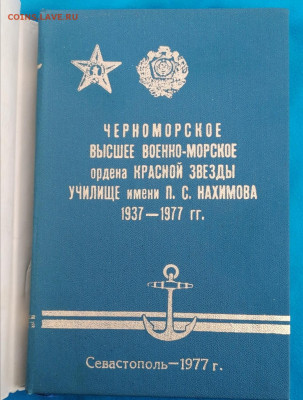 COINS.LAVE.RU
ЧЕРНОМОРСКОЕ
ВЫСШЕЕ ВОЕННО-МОРСКОЕ
ордена КРАСНОЙ ЗВЕЗДЫ
УЧИЛИЩЕ имени П. С. НАХИМОВА
1937—1977 гг.
Севастополь—1977 г.